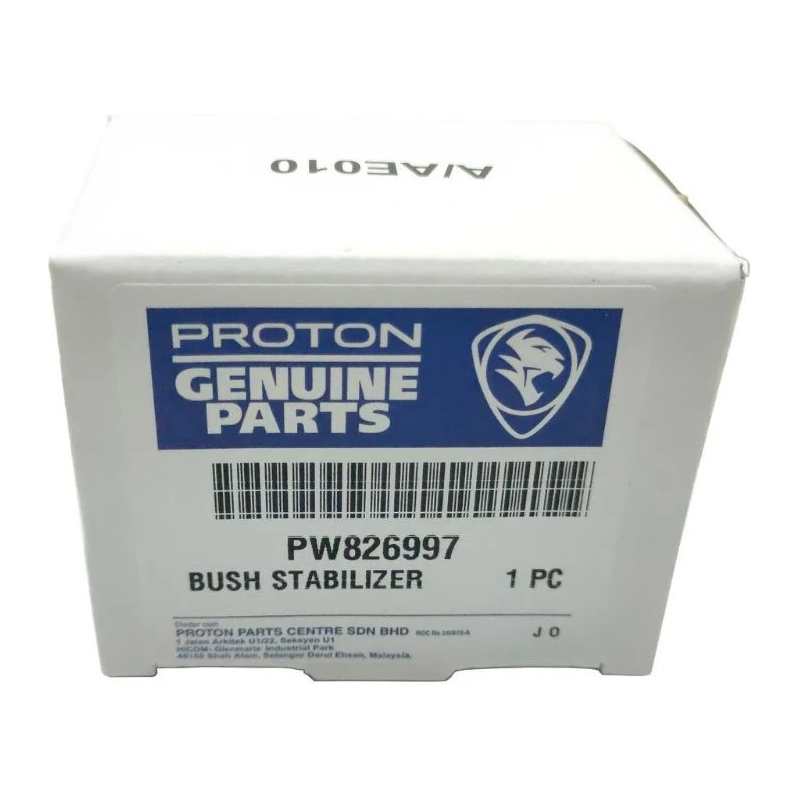 A/AE010
PROTON
GENUINE
PARTS
PW826997
BUSH STABILIZER 1 PC
PROTON PARTS CENTRE SDN BHD
1 Jalan Arkitek U1/22, Seksyen U1 J O
HICOM- Glenmarie Industrial Park
Shah Alam, Selangor Darul Ehsan, Malaysia.